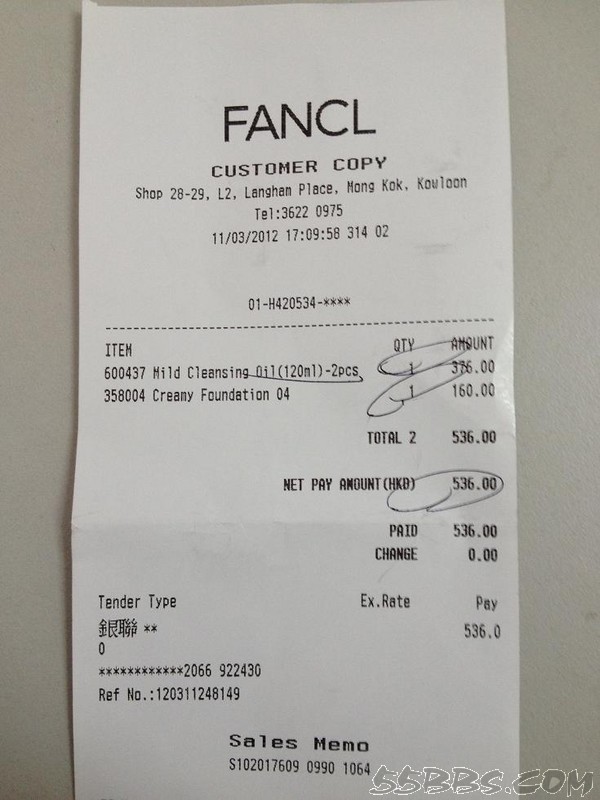 FANCL
CUSTOMER COPY
Shop 28-29, L2, Langham Place, Mong Kok, Kowloon
Tel:3622 0975
11/03/2012 17:09:58 314 02
01-H420534-****
ITEM QTY AMOUNT
600437 Mild Cleansing Oil(120ml)-2pcs 1 376.00
358004 Creamy Foundation 04 1 160.00
TOTAL 2 536.00
NET PAY AMOUNT(HKD) 536.00
PAID 536.00
CHANGE 0.00
Tender Type Ex.Rate Pay
銀聯 ** 536.0
0
************2066 922430
Ref No.:120311248149
Sales Memo
S102017609 0990 1064
55BBS.COM